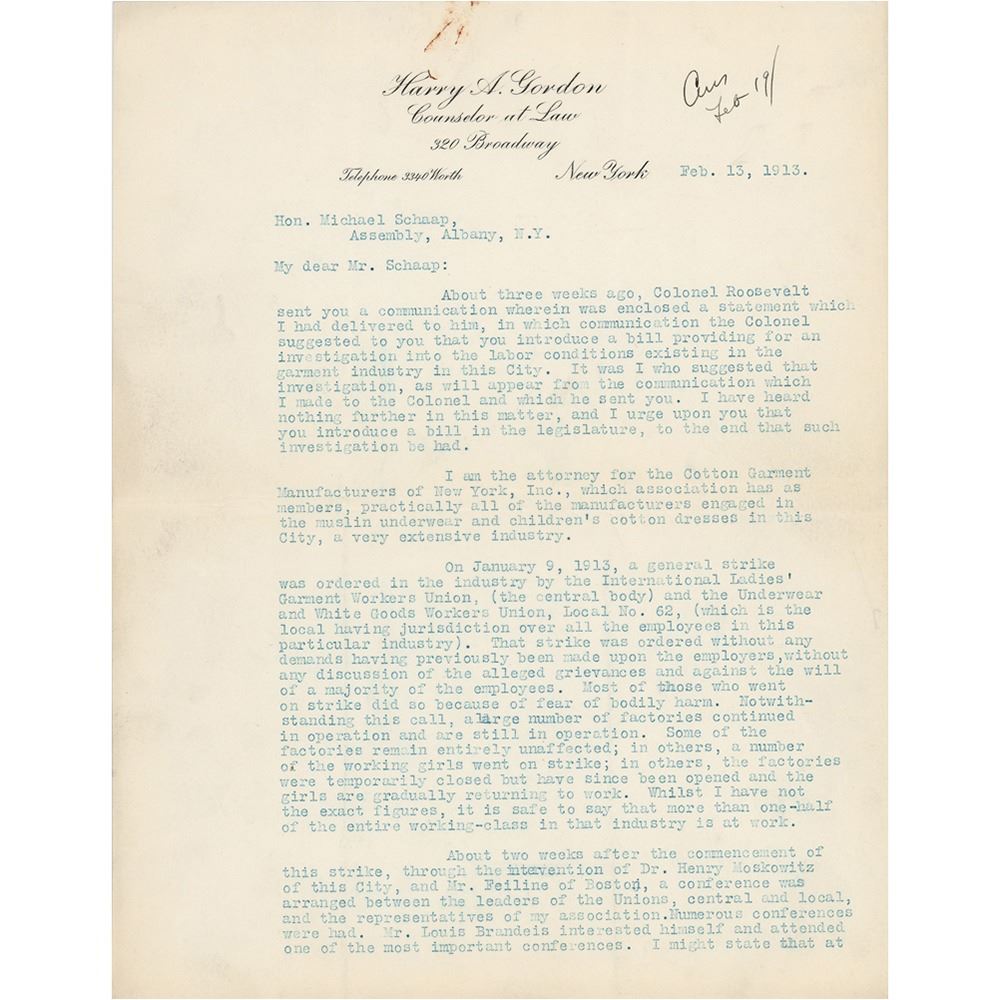 Harry A. Gordon
Counselor at Law
320 Broadway
Ans
Feb 19/
Telephone 3340 Worth New York Feb. 13, 1913.
Hon. Michael Schaap,
Assembly, Albany, N.Y.
My dear Mr. Schaap:
About three weeks ago, Colonel Roosevelt
sent you a communication wherein was enclosed a statement which
I had delivered to him, in which communication the Colonel
suggested to you that you introduce a bill providing for an
investigation into the labor conditions existing in the
garment industry in this City. It was I who suggested that
investigation, as will appear from the communication which
I made to the Colonel and which he sent you. I have heard
nothing further in this matter, and I urge upon you that
you introduce a bill in the legislature, to the end that such
investigation be had.
I am the attorney for the Cotton Garment
Manufacturers of New York, Inc., which association has as
members, practically all of the manufacturers engaged in
the muslin underwear and children's cotton dresses in this
City, a very extensive industry.
On January 9, 1913, a general strike
was ordered in the industry by the International Ladies'
Garment Workers Union, (the central body) and the Underwear
and White Goods Workers Union, Local No. 62, (which is the
local having jurisdiction over all the employees in this
particular industry). That strike was ordered without any
demands having previously been made upon the employers,without
any discussion of the alleged grievances and against the will
of a majority of the employees. Most of those who went
on strike did so because of fear of bodily harm. Notwith-
standing this call, a large number of factories continued
in operation and are still in operation. Some of the
factories remain entirely unaffected; in others, a number
of the working girls went on strike; in others, the factories
were temporarily closed but have since been opened and the
girls are gradually returning to work. Whilst I have not
the exact figures, it is safe to say that more than one-half
of the entire working-class in that industry is at work.
About two weeks after the commencement of
this strike, through the intervention of Dr. Henry Moskowitz
of this City, and Mr. Feiline of Boston, a conference was
arranged between the leaders of the Unions, central and local,
and the representatives of my association.Numerous conferences
were had. Mr. Louis Brandeis interested himself and attended
one of the most important conferences. I might state that at